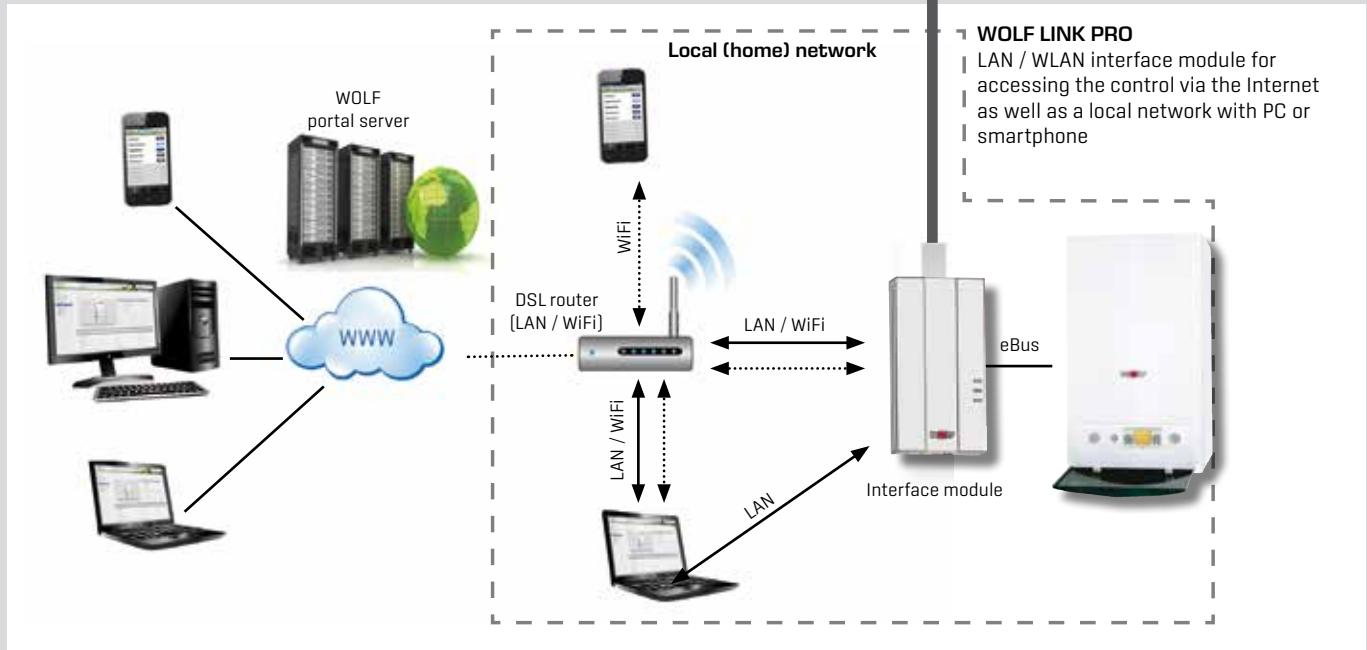 Local (home) network
WOLF LINK PRO
LAN / WLAN interface module for
accessing the control via the Internet
as well as a local network with PC or
smartphone
WOLF
portal server
WiFi
DSL router
(LAN / WiFi)
WWW
LAN / WiFi
eBus
LAN / WiFi
LAN
Interface module